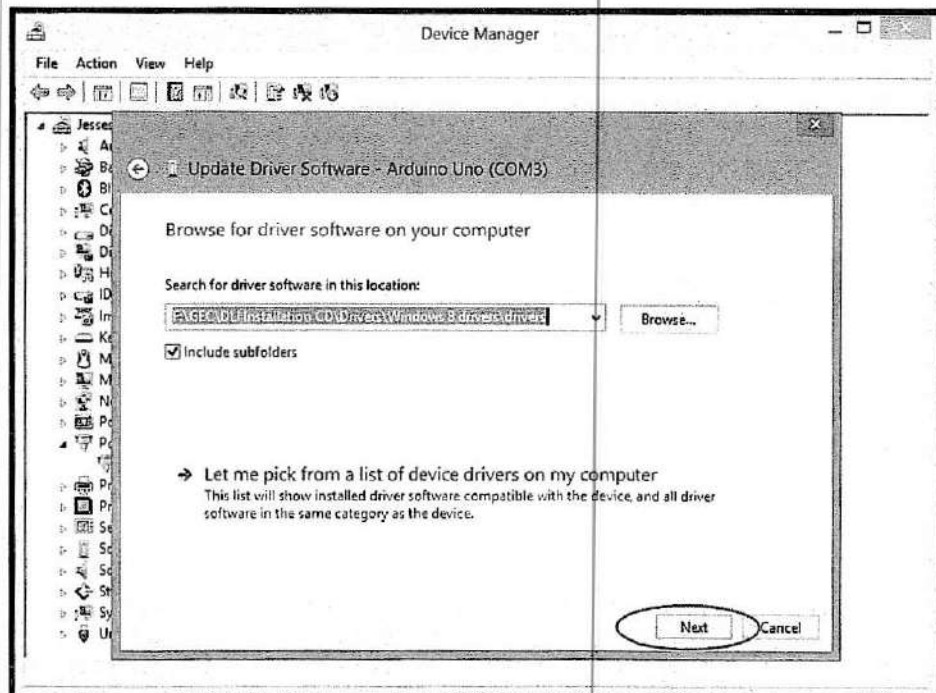 Device Manager
File Action View Help
Jesses
Update Driver Software - Arduino Uno (COM3)
Browse for driver software on your computer
Search for driver software in this location:
F:\GEC\DLI\Installation CD\Drivers\Windows 8 drivers\drivers
Browse...
Include subfolders
Let me pick from a list of device drivers on my computer
This list will show installed driver software compatible with the device, and all driver
software in the same category as the device.
Next Cancel